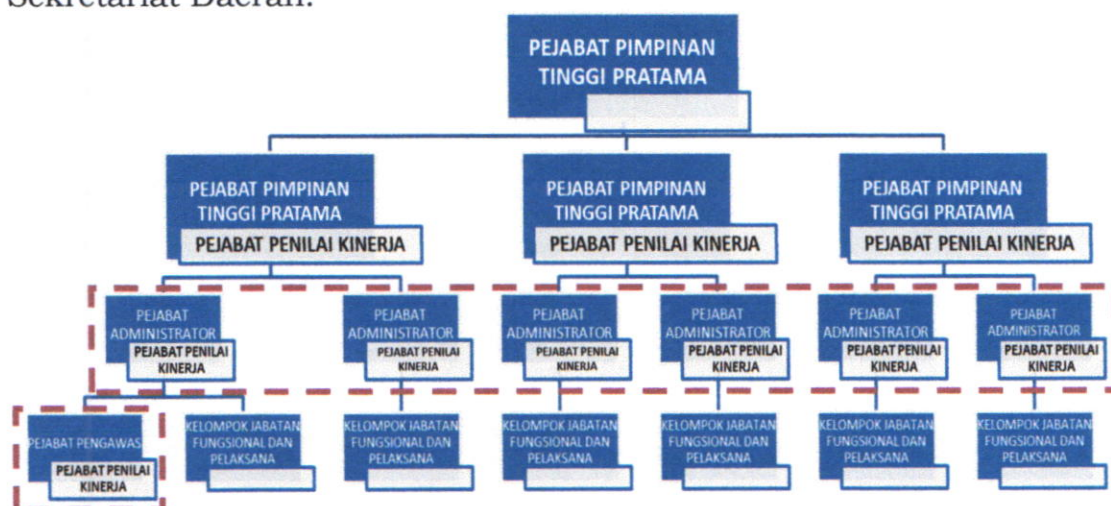 Sekretariat Daerah.
PEJABAT PIMPINAN
TINGGI PRATAMA
PEJABAT PIMPINAN
TINGGI PRATAMA
PEJABAT PENILAI KINERJA
PEJABAT PIMPINAN
TINGGI PRATAMA
PEJABAT PENILAI KINERJA
PEJABAT PIMPINAN
TINGGI PRATAMA
PEJABAT PENILAI KINERJA
PEJABAT
ADMINISTRATOR
PEJABAT PENILAI
KINERJA
PEJABAT
ADMINISTRATOR
PEJABAT PENILAI
KINERJA
PEJABAT
ADMINISTRATOR
PEJABAT PENILAI
KINERJA
PEJABAT
ADMINISTRATOR
PEJABAT PENILAI
KINERJA
PEJABAT
ADMINISTRATOR
PEJABAT PENILAI
KINERJA
PEJABAT
ADMINISTRATOR
PEJABAT PENILAI
KINERJA
PEJABAT PENGAWAS
PEJABAT PENILAI
KINERJA
KELOMPOK JABATAN
FUNGSIONAL DAN
PELAKSANA
KELOMPOK JABATAN
FUNGSIONAL DAN
PELAKSANA
KELOMPOK JABATAN
FUNGSIONAL DAN
PELAKSANA
KELOMPOK JABATAN
FUNGSIONAL DAN
PELAKSANA
KELOMPOK JABATAN
FUNGSIONAL DAN
PELAKSANA
KELOMPOK JABATAN
FUNGSIONAL DAN
PELAKSANA